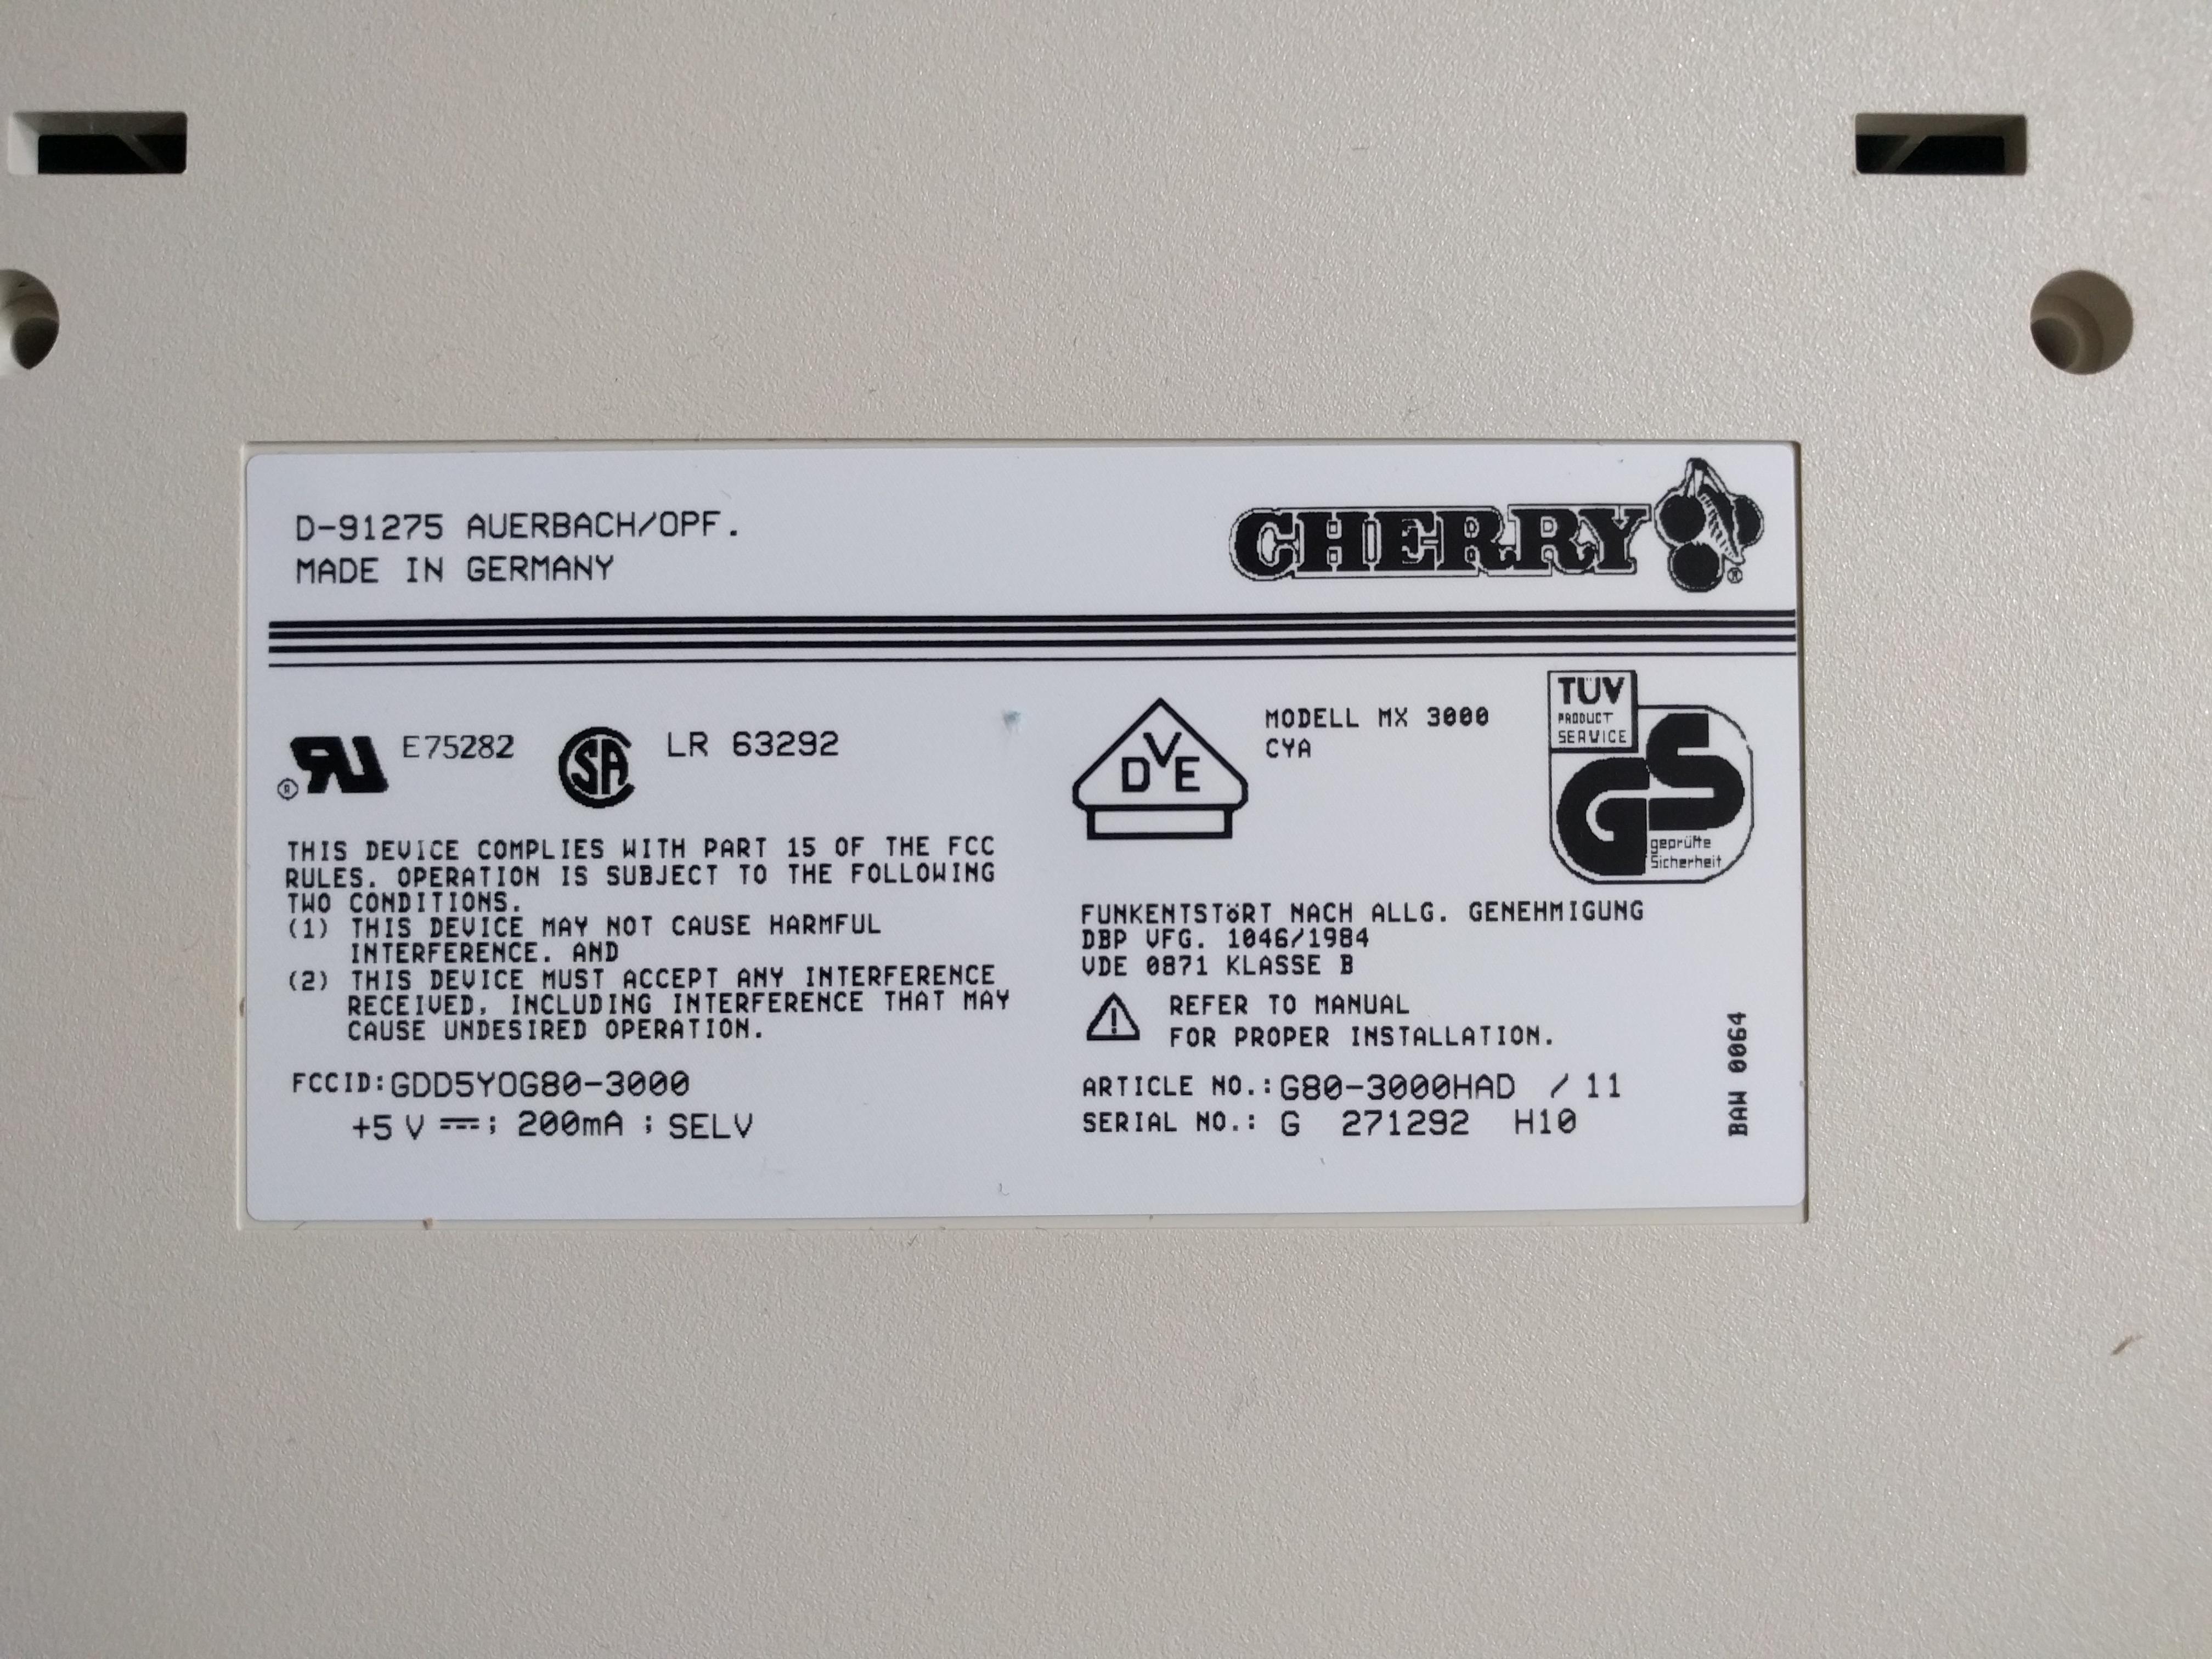 D-91275 AUERBACH/OPF.
MADE IN GERMANY
CHERRY
®
® RU E75282
CSA LR 63292
THIS DEVICE COMPLIES WITH PART 15 OF THE FCC
RULES. OPERATION IS SUBJECT TO THE FOLLOWING
TWO CONDITIONS.
(1) THIS DEVICE MAY NOT CAUSE HARMFUL
INTERFERENCE. AND
(2) THIS DEVICE MUST ACCEPT ANY INTERFERENCE
RECEIVED, INCLUDING INTERFERENCE THAT MAY
CAUSE UNDESIRED OPERATION.
FCCID:GDD5YOG80-3000
+5 V ⎓; 200mA ; SELV
DVE
MODELL MX 3000
CYA
TÜV
PRODUCT
SERVICE
GS
geprüfte
Sicherheit
FUNKENTSTöRT NACH ALLG. GENEHMIGUNG
DBP VFG. 1046/1984
VDE 0871 KLASSE B
REFER TO MANUAL
FOR PROPER INSTALLATION.
ARTICLE NO.: G80-3000HAD / 11
SERIAL NO.: G 271292 H10
BAW 0064